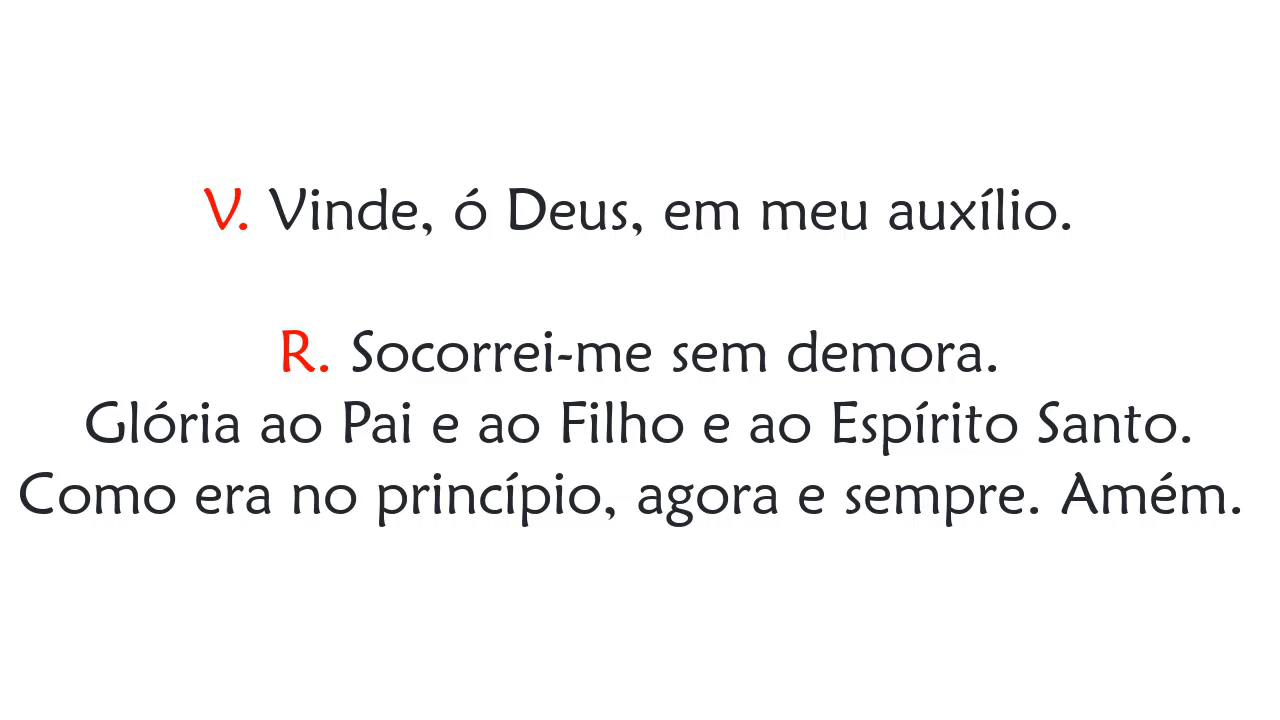 V. Vinde, ó Deus, em meu auxílio.
R. Socorrei-me sem demora.
Glória ao Pai e ao Filho e ao Espírito Santo.
Como era no princípio, agora e sempre. Amém.